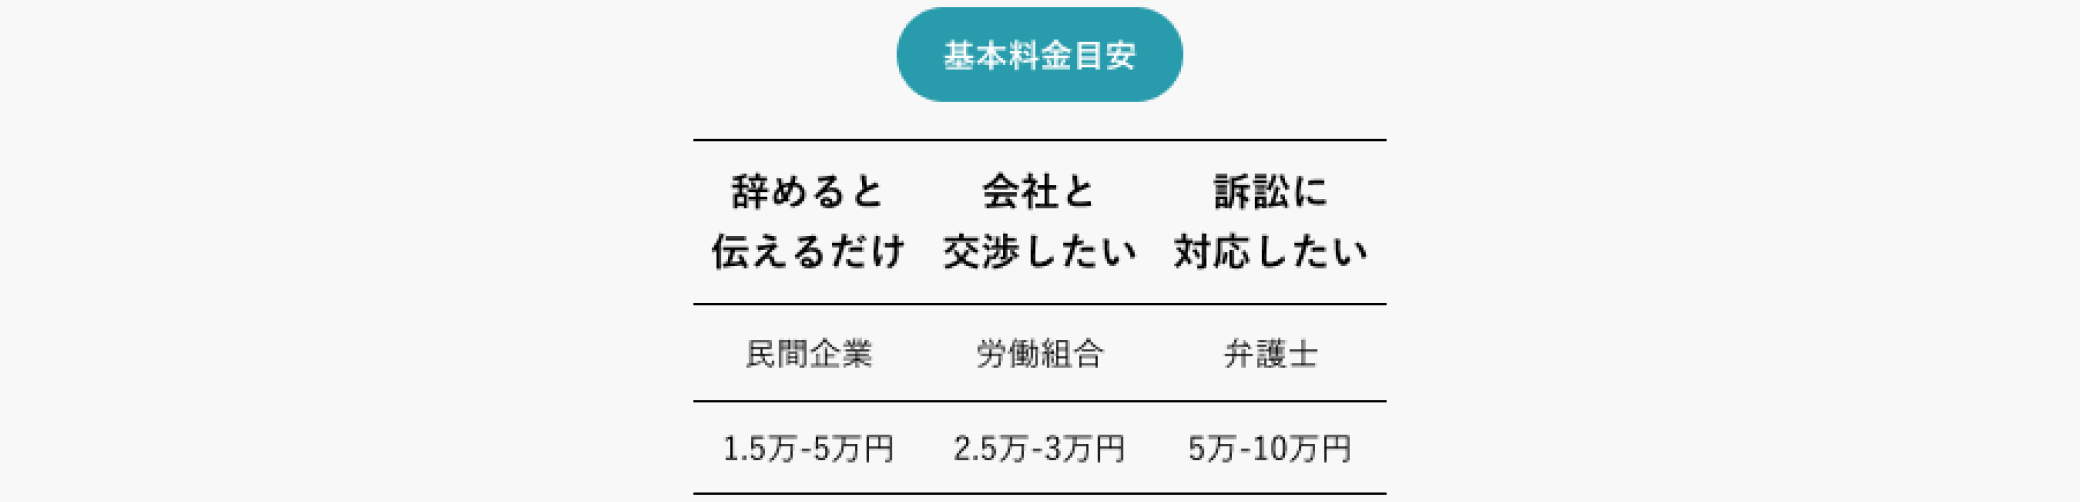 基本料金目安
辞めると 会社と 訴訟に
伝えるだけ 交渉したい 対応したい
民間企業 労働組合 弁護士
1.5万-5万円 2.5万-3万円 5万-10万円